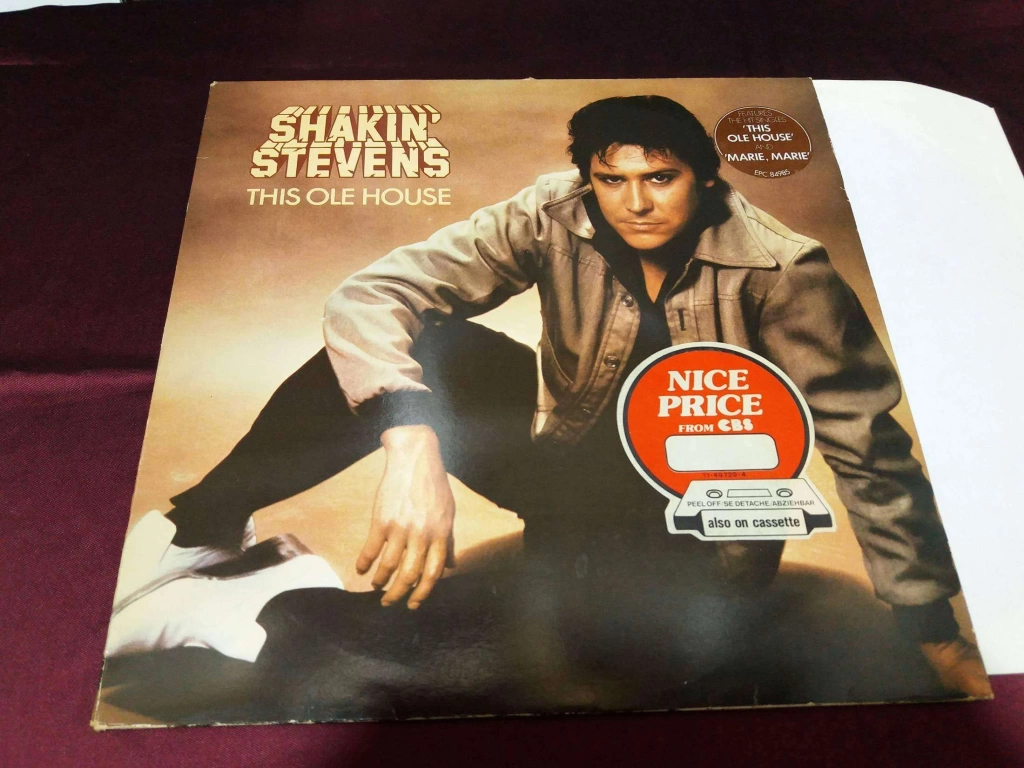 SHAKIN'
STEVENS
THIS OLE HOUSE
FEATURES
THE HIT SINGLES
'THIS
OLE HOUSE'
AND
'MARIE, MARIE'
EPC 84985
NICE
PRICE
FROM CBS
PEEL OFF/SE DETACHE/ABZIEHBAR
also on cassette